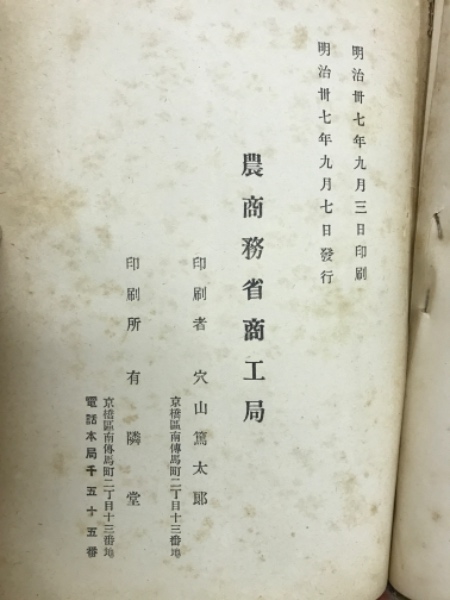 明治卅七年九月三日印刷
明治卅七年九月七日發行
農商務省商工局
印刷者 穴山篤太郎
京橋區南傳馬町二丁目十三番地
印刷所 有隣堂
京橋區南傳馬町二丁目十三番地
電話本局千五十五番